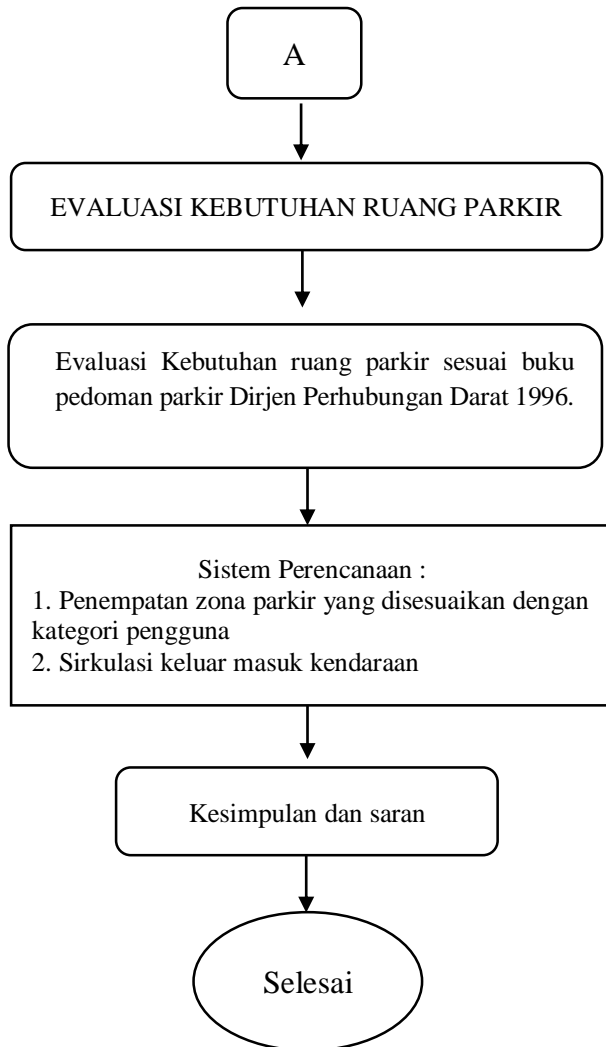 A
EVALUASI KEBUTUHAN RUANG PARKIR
Evaluasi Kebutuhan ruang parkir sesuai buku
pedoman parkir Dirjen Perhubungan Darat 1996.
Sistem Perencanaan :
1. Penempatan zona parkir yang disesuaikan dengan
kategori pengguna
2. Sirkulasi keluar masuk kendaraan
Kesimpulan dan saran
Selesai